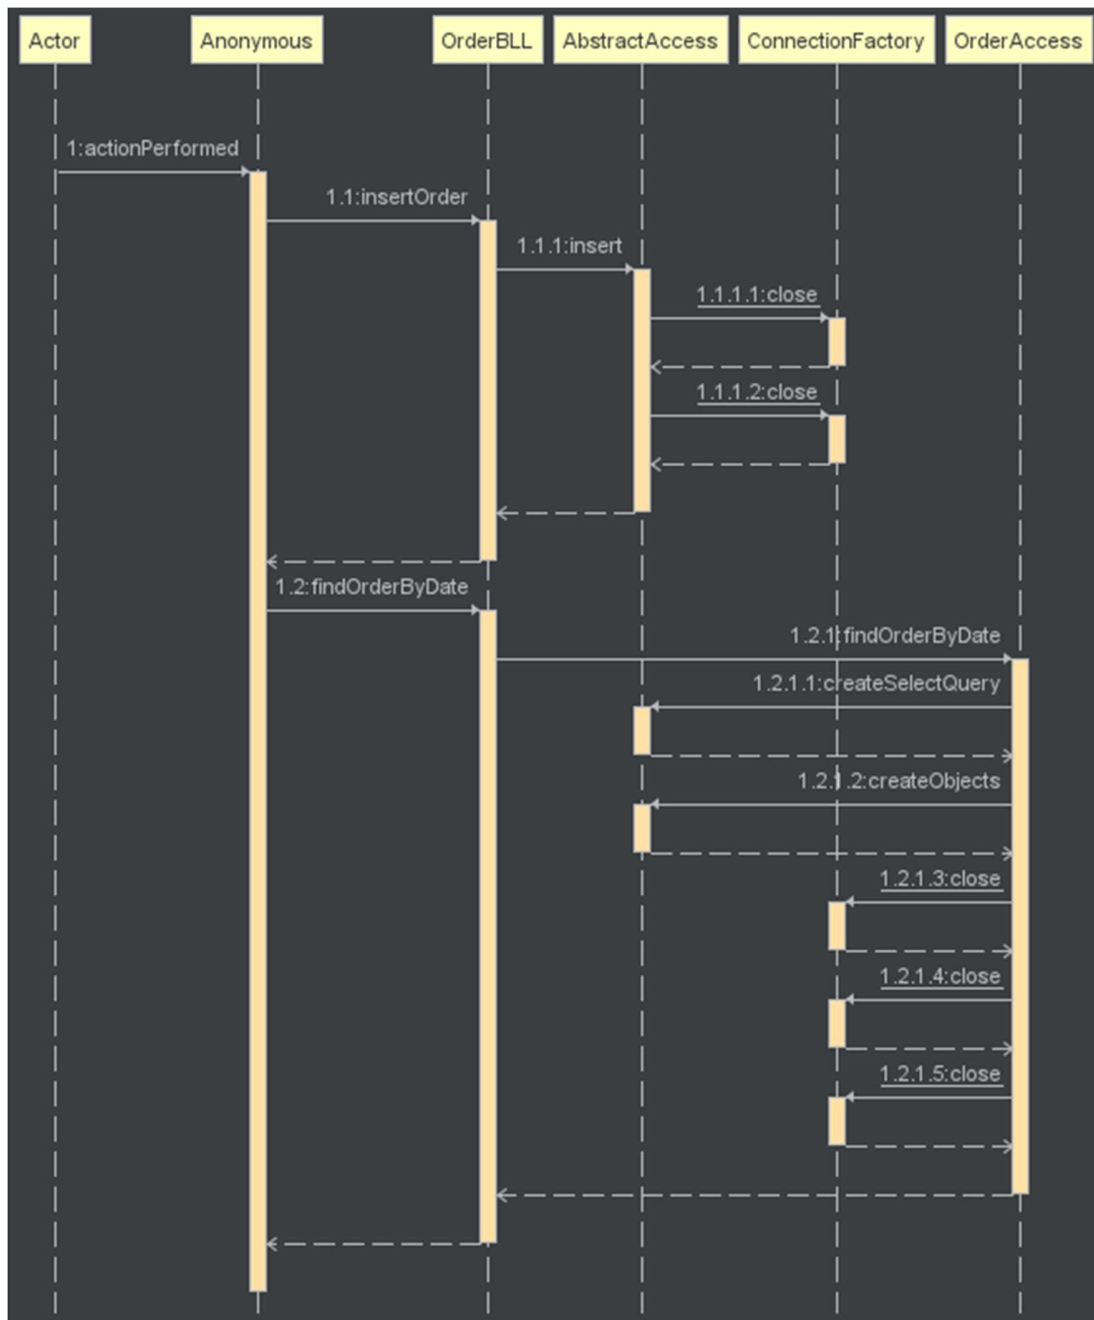 Actor
Anonymous
OrderBLL
AbstractAccess
ConnectionFactory
OrderAccess
1:actionPerformed
1.1:insertOrder
1.1.1:insert
1.1.1.1:close
1.1.1.2:close
1.2:findOrderByDate
1.2.1:findOrderByDate
1.2.1.1:createSelectQuery
1.2.1.2:createObjects
1.2.1.3:close
1.2.1.4:close
1.2.1.5:close